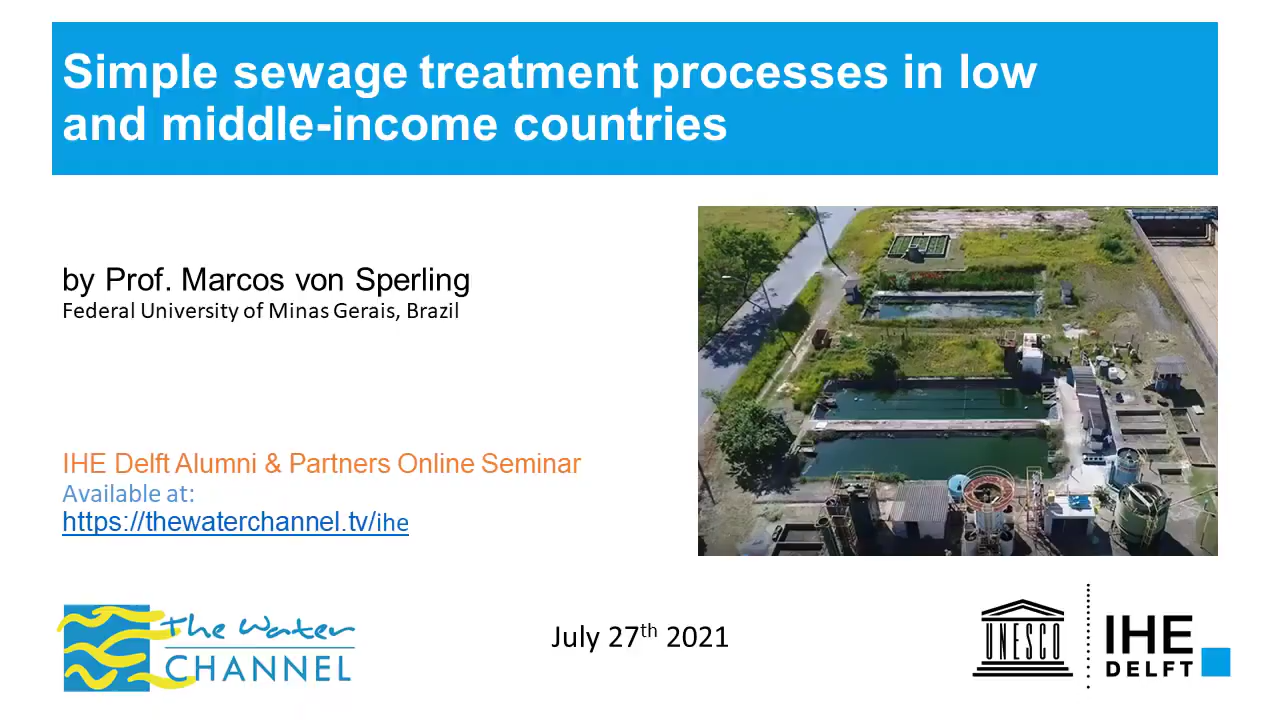 Simple sewage treatment processes in low
and middle-income countries
by Prof. Marcos von Sperling
Federal University of Minas Gerais, Brazil
IHE Delft Alumni & Partners Online Seminar
Available at:
https://thewaterchannel.tv/ihe
The Water
CHANNEL
July 27th 2021
UNESCO
IHE
DELFT